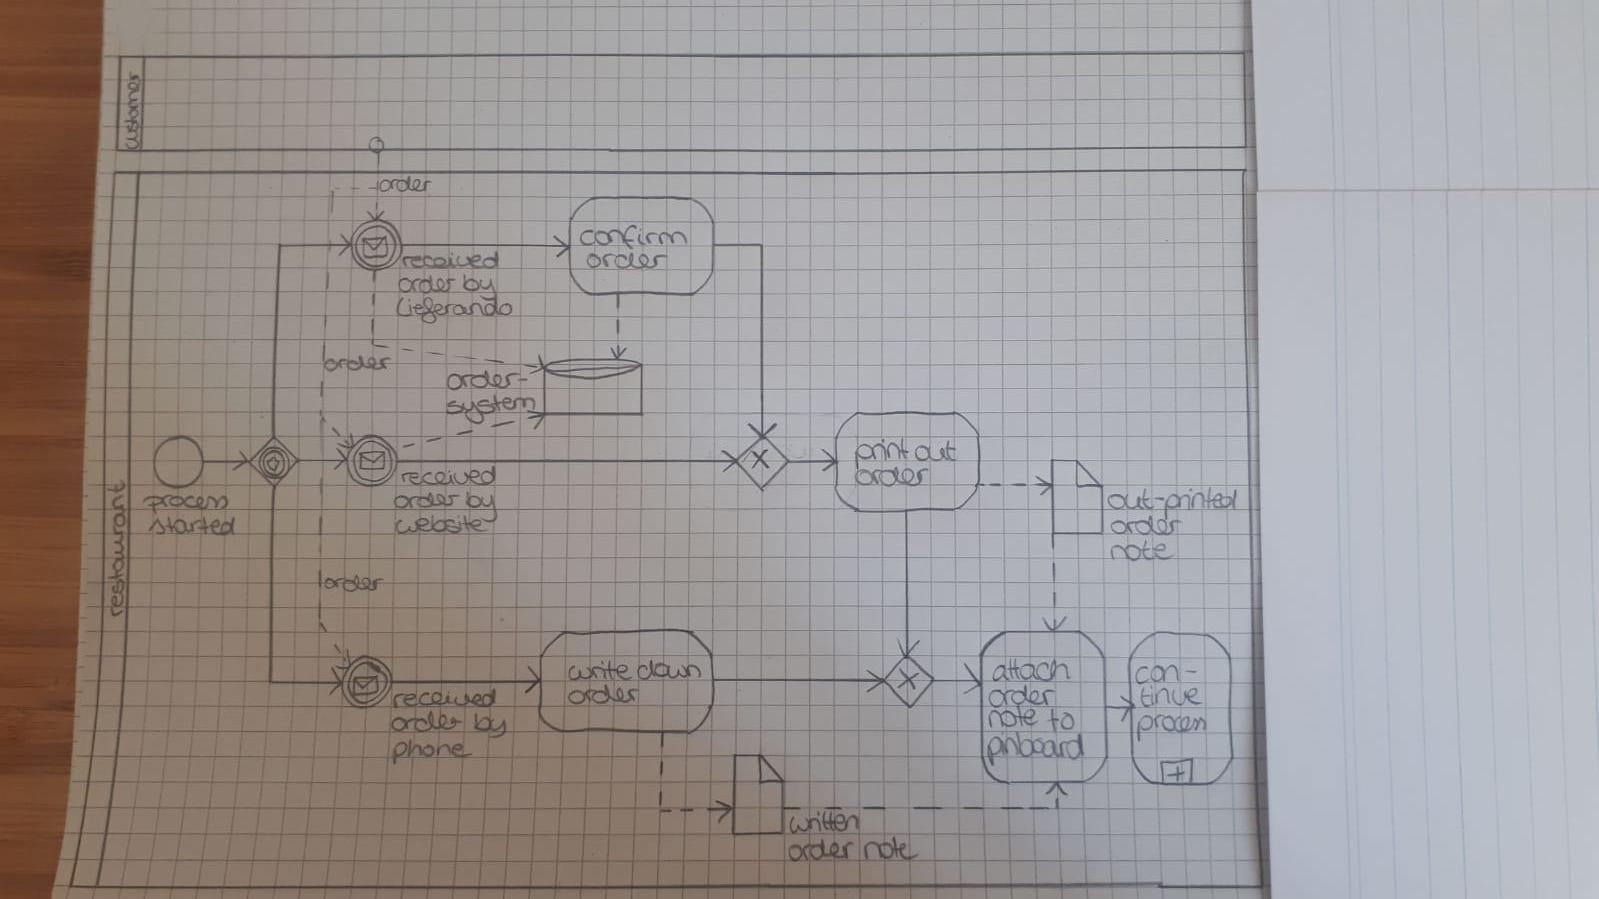 customer
order
confirm
order
received
order by
Lieferando
order
order-
system
print out
order
received
order by
website
process
started
out-printed
order
note
restaurant
order
write down
order
attach
order
note to
pinboard
con-
tinue
process
received
order by
phone
written
order note